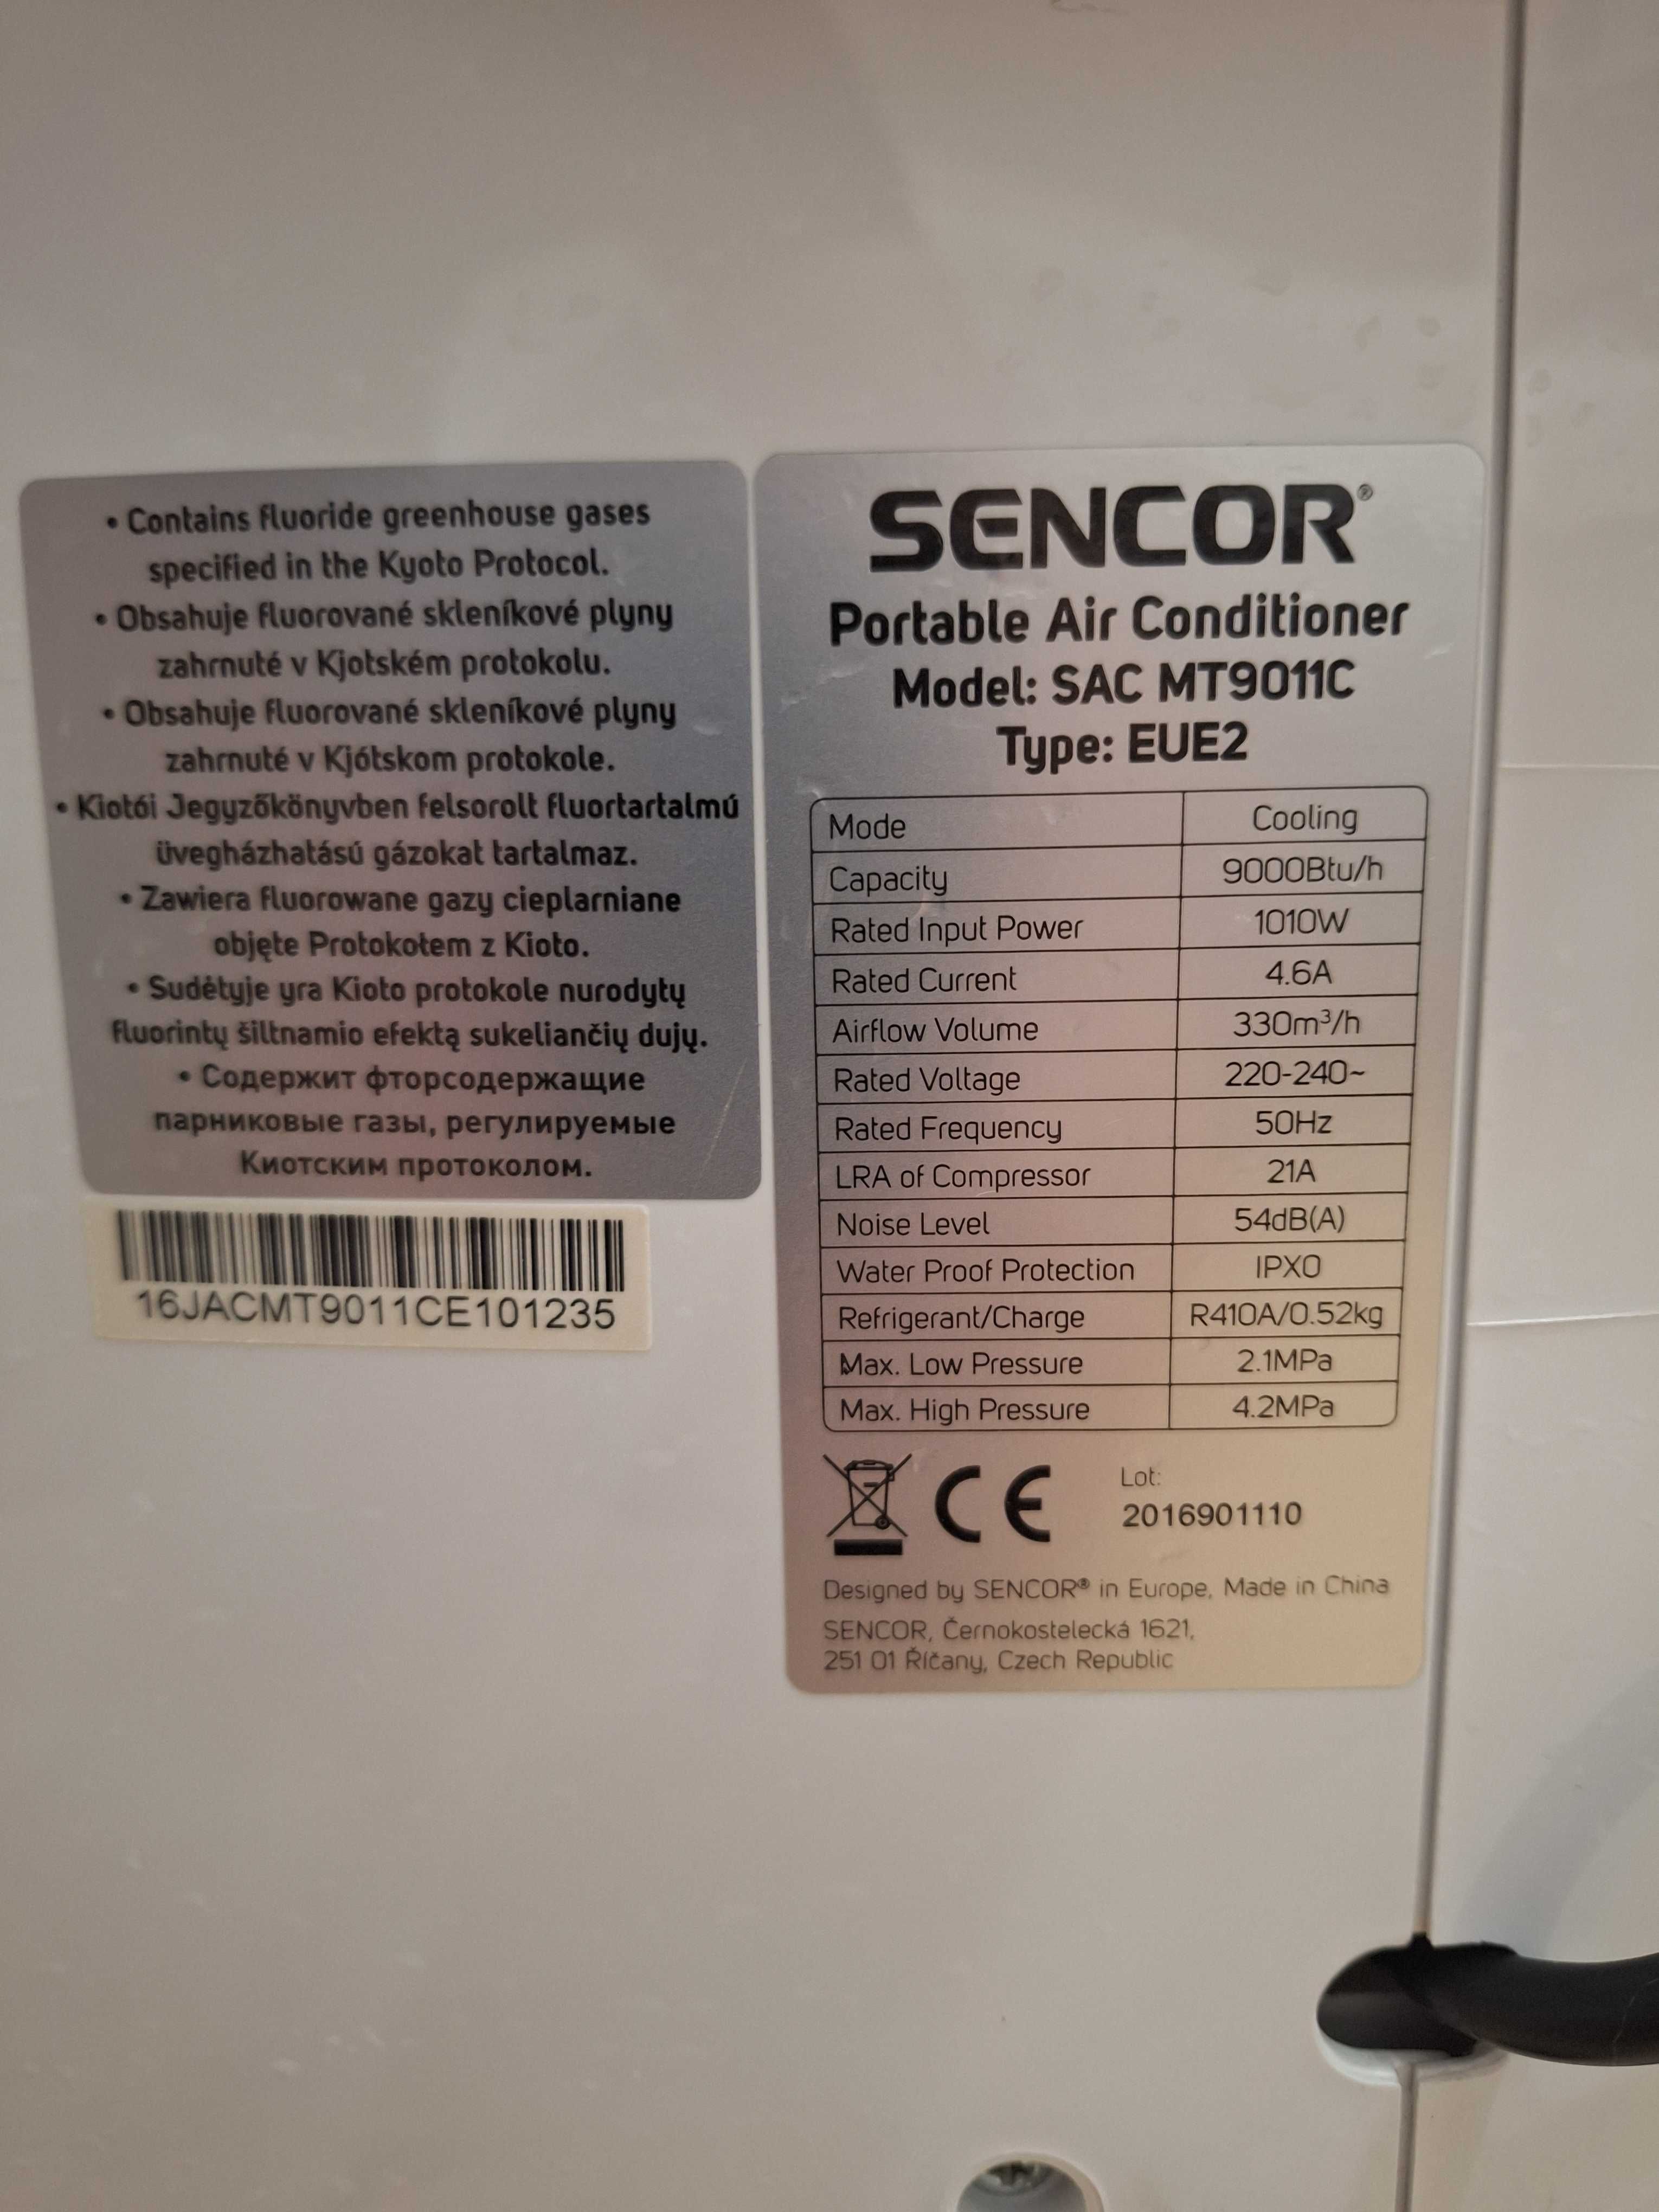 • Contains fluoride greenhouse gases
specified in the Kyoto Protocol.
• Obsahuje fluorované skleníkové plyny
zahrnuté v Kjotském protokolu.
• Obsahuje fluorované skleníkové plyny
zahrnuté v Kjótskom protokole.
• Kiotói Jegyzőkönyvben felsorolt fluortartalmú
üvegházhatású gázokat tartalmaz.
• Zawiera fluorowane gazy cieplarniane
objęte Protokołem z Kioto.
• Sudėtyje yra Kioto protokole nurodytų
fluorintų šiltnamio efektą sukeliančių dujų.
• Содержит фторсодержащие
парниковые газы, регулируемые
Киотским протоколом.
16JACMT9011CE101235
SENCOR®
Portable Air Conditioner
Model: SAC MT9011C
Type: EUE2
Mode Cooling
Capacity 9000Btu/h
Rated Input Power 1010W
Rated Current 4.6A
Airflow Volume 330m³/h
Rated Voltage 220-240~
Rated Frequency 50Hz
LRA of Compressor 21A
Noise Level 54dB(A)
Water Proof Protection IPX0
Refrigerant/Charge R410A/0.52kg
Max. Low Pressure 2.1MPa
Max. High Pressure 4.2MPa
CE
Lot:
2016901110
Designed by SENCOR® in Europe, Made in China
SENCOR, Černokostelecká 1621,
251 01 Říčany, Czech Republic